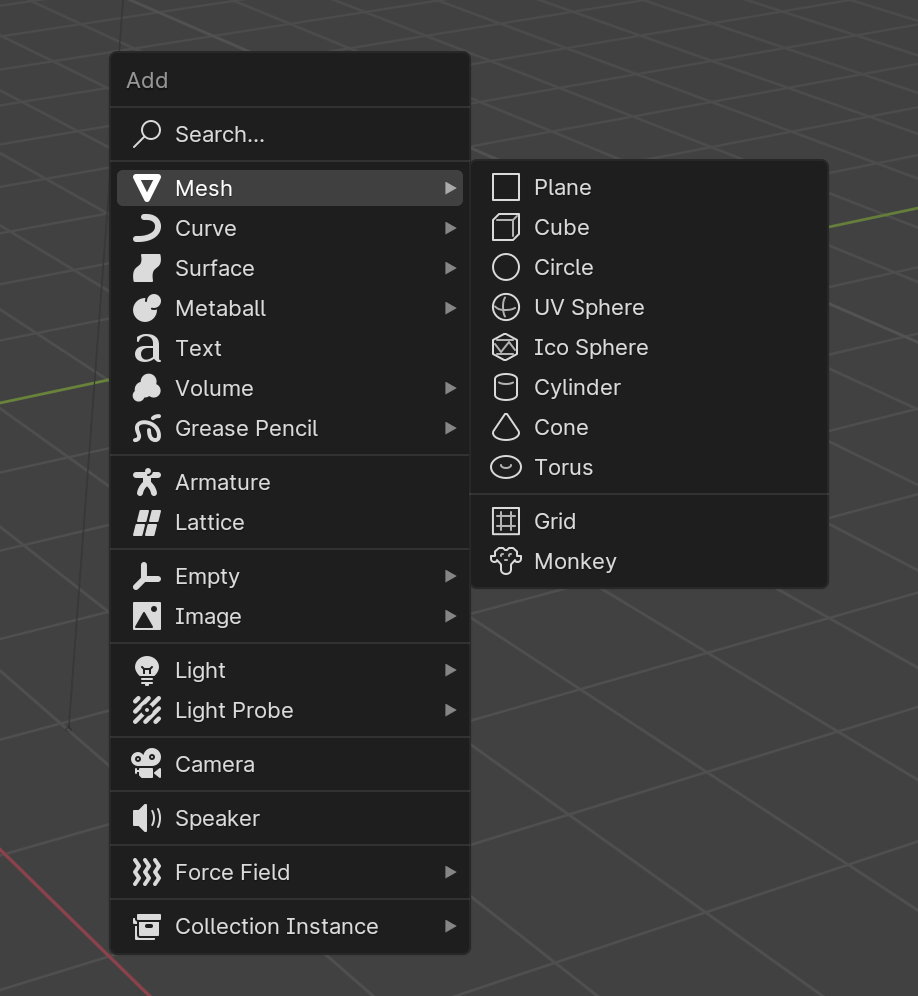 Add
Search...
Mesh
Curve
Surface
Metaball
Text
Volume
Grease Pencil
Armature
Lattice
Empty
Image
Light
Light Probe
Camera
Speaker
Force Field
Collection Instance
Plane
Cube
Circle
UV Sphere
Ico Sphere
Cylinder
Cone
Torus
Grid
Monkey